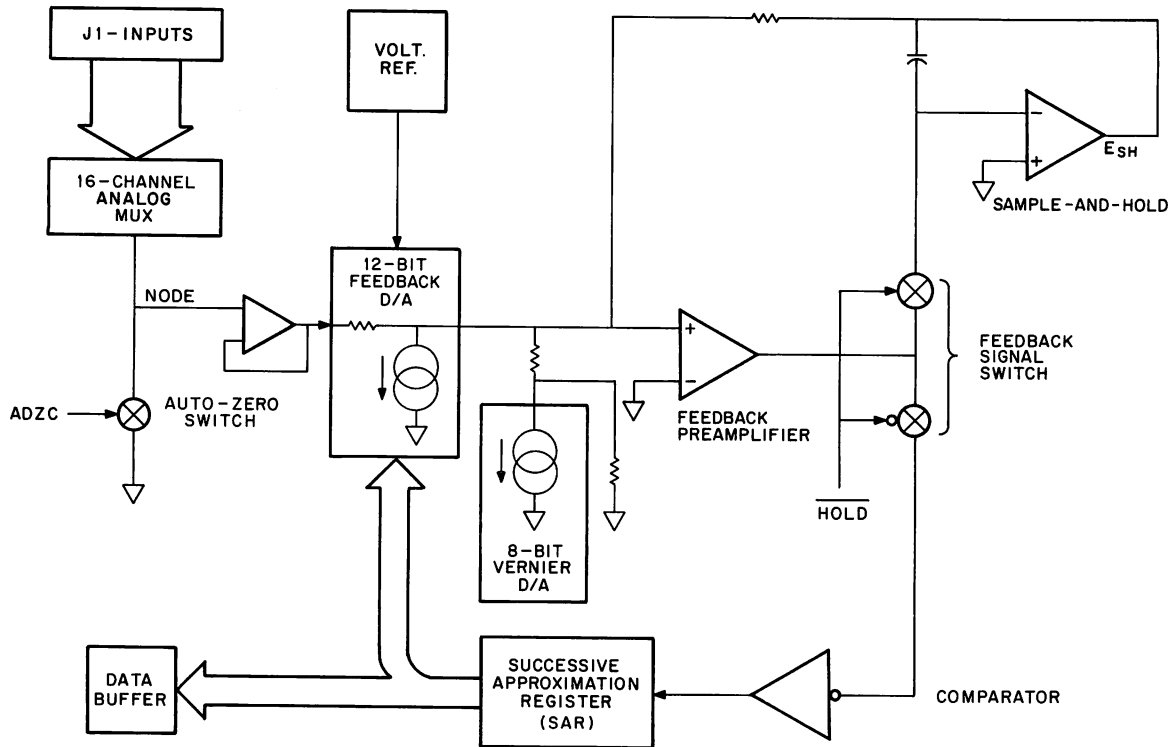 J1-INPUTS
VOLT.
REF.
16-CHANNEL
ANALOG
MUX
-
+
E_SH
SAMPLE-AND-HOLD
12-BIT
FEEDBACK
D/A
NODE
+
-
FEEDBACK
PREAMPLIFIER
FEEDBACK
SIGNAL
SWITCH
ADZC
AUTO-ZERO
SWITCH
HOLD
8-BIT
VERNIER
D/A
DATA
BUFFER
SUCCESSIVE
APPROXIMATION
REGISTER
(SAR)
COMPARATOR